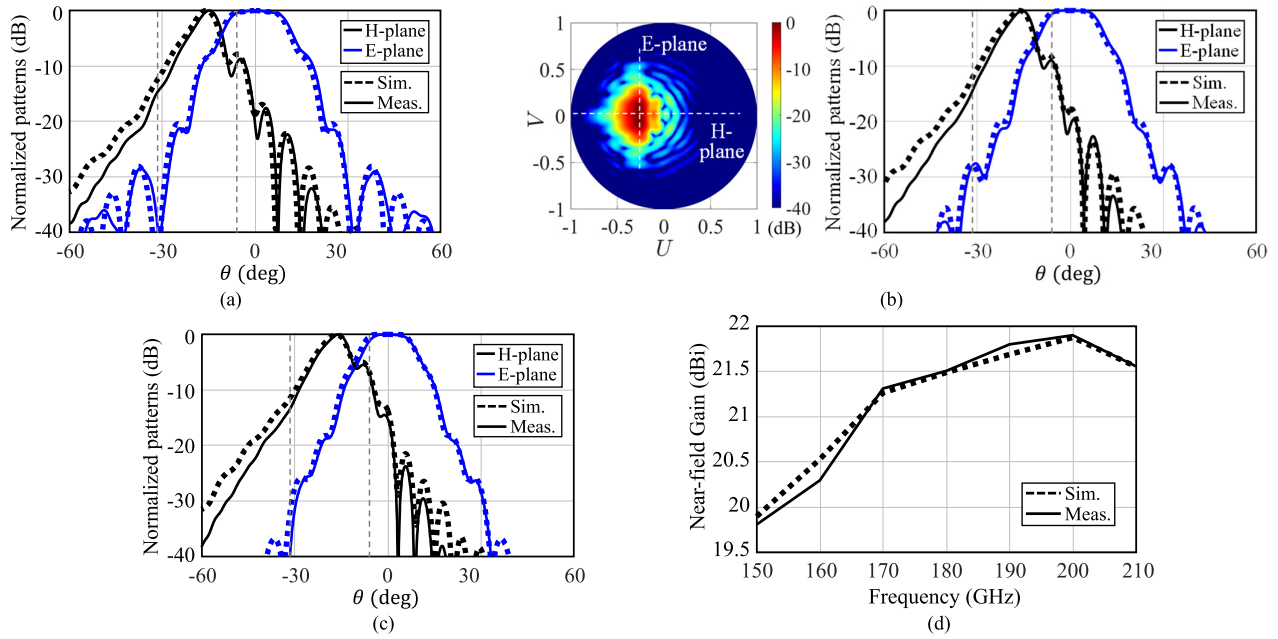 Normalized patterns (dB)
0
-10
-20
-30
-40
-60
-30
0
30
60
θ (deg)
H-plane
E-plane
Sim.
Meas.
(a)
V
1
0.5
0
-0.5
-1
-1
-0.5
0
0.5
1
U
E-plane
H-
plane
0
-10
-20
-30
-40
(dB)
Normalized patterns (dB)
0
-10
-20
-30
-40
-60
-30
0
30
60
θ (deg)
H-plane
E-plane
Sim.
Meas.
(b)
Normalized patterns (dB)
0
-10
-20
-30
-40
-60
-30
0
30
60
θ (deg)
H-plane
E-plane
Sim.
Meas.
(c)
Near-field Gain (dBi)
22
21.5
21
20.5
20
19.5
150
160
170
180
190
200
210
Frequency (GHz)
Sim.
Meas.
(d)